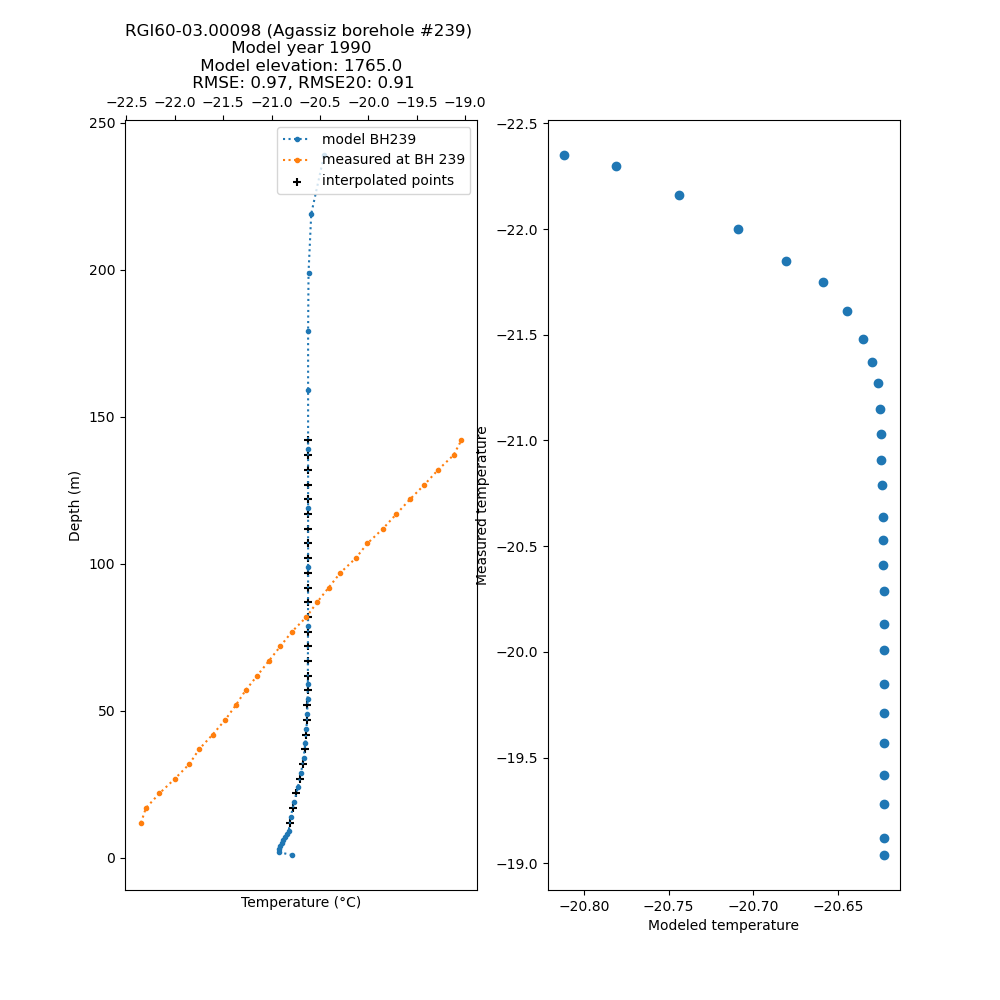 RGI60-03.00098 (Agassiz borehole #239)
Model year 1990
Model elevation: 1765.0
RMSE: 0.97, RMSE20: 0.91
−22.5 −22.0 −21.5 −21.0 −20.5 −20.0 −19.5 −19.0
model BH239
measured at BH 239
interpolated points
250
200
150
100
50
0
Depth (m)
Temperature (°C)
−22.5
−22.0
−21.5
−21.0
−20.5
−20.0
−19.5
−19.0
Measured temperature
−20.80 −20.75 −20.70 −20.65
Modeled temperature